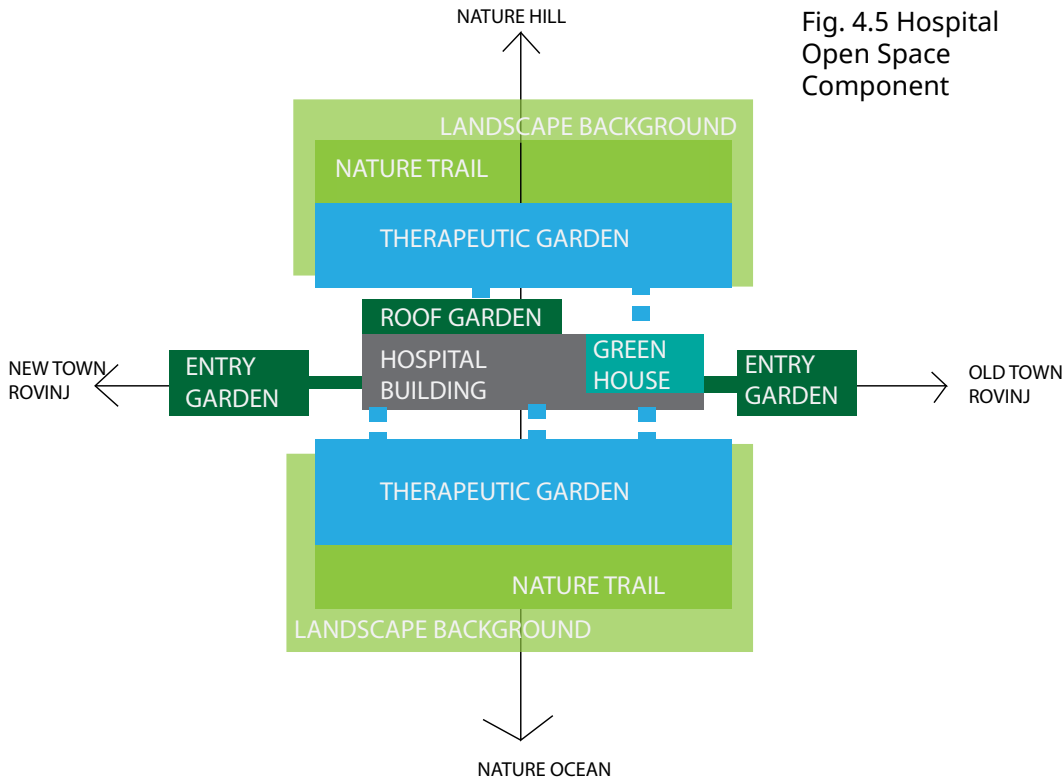 NATURE HILL
Fig. 4.5 Hospital
Open Space
Component
LANDSCAPE BACKGROUND
NATURE TRAIL
THERAPEUTIC GARDEN
ROOF GARDEN
HOSPITAL
BUILDING
GREEN
HOUSE
NEW TOWN
ROVINJ
ENTRY
GARDEN
ENTRY
GARDEN
OLD TOWN
ROVINJ
THERAPEUTIC GARDEN
NATURE TRAIL
LANDSCAPE BACKGROUND
NATURE OCEAN